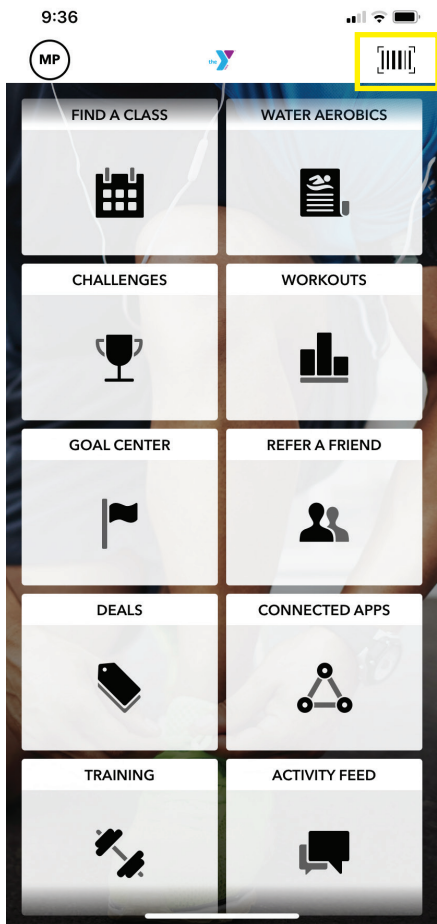 9:36
MP
the Y
FIND A CLASS
WATER AEROBICS
CHALLENGES
WORKOUTS
GOAL CENTER
REFER A FRIEND
DEALS
CONNECTED APPS
TRAINING
ACTIVITY FEED